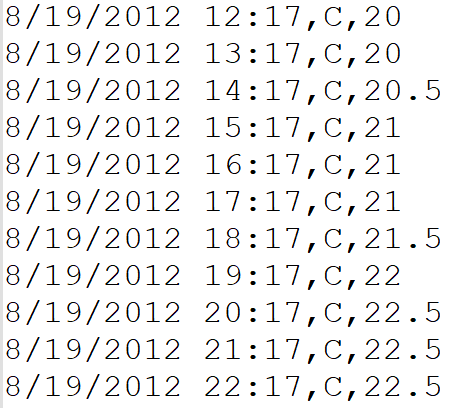 8/19/2012 12:17,C,20
8/19/2012 13:17,C,20
8/19/2012 14:17,C,20.5
8/19/2012 15:17,C,21
8/19/2012 16:17,C,21
8/19/2012 17:17,C,21
8/19/2012 18:17,C,21.5
8/19/2012 19:17,C,22
8/19/2012 20:17,C,22.5
8/19/2012 21:17,C,22.5
8/19/2012 22:17,C,22.5